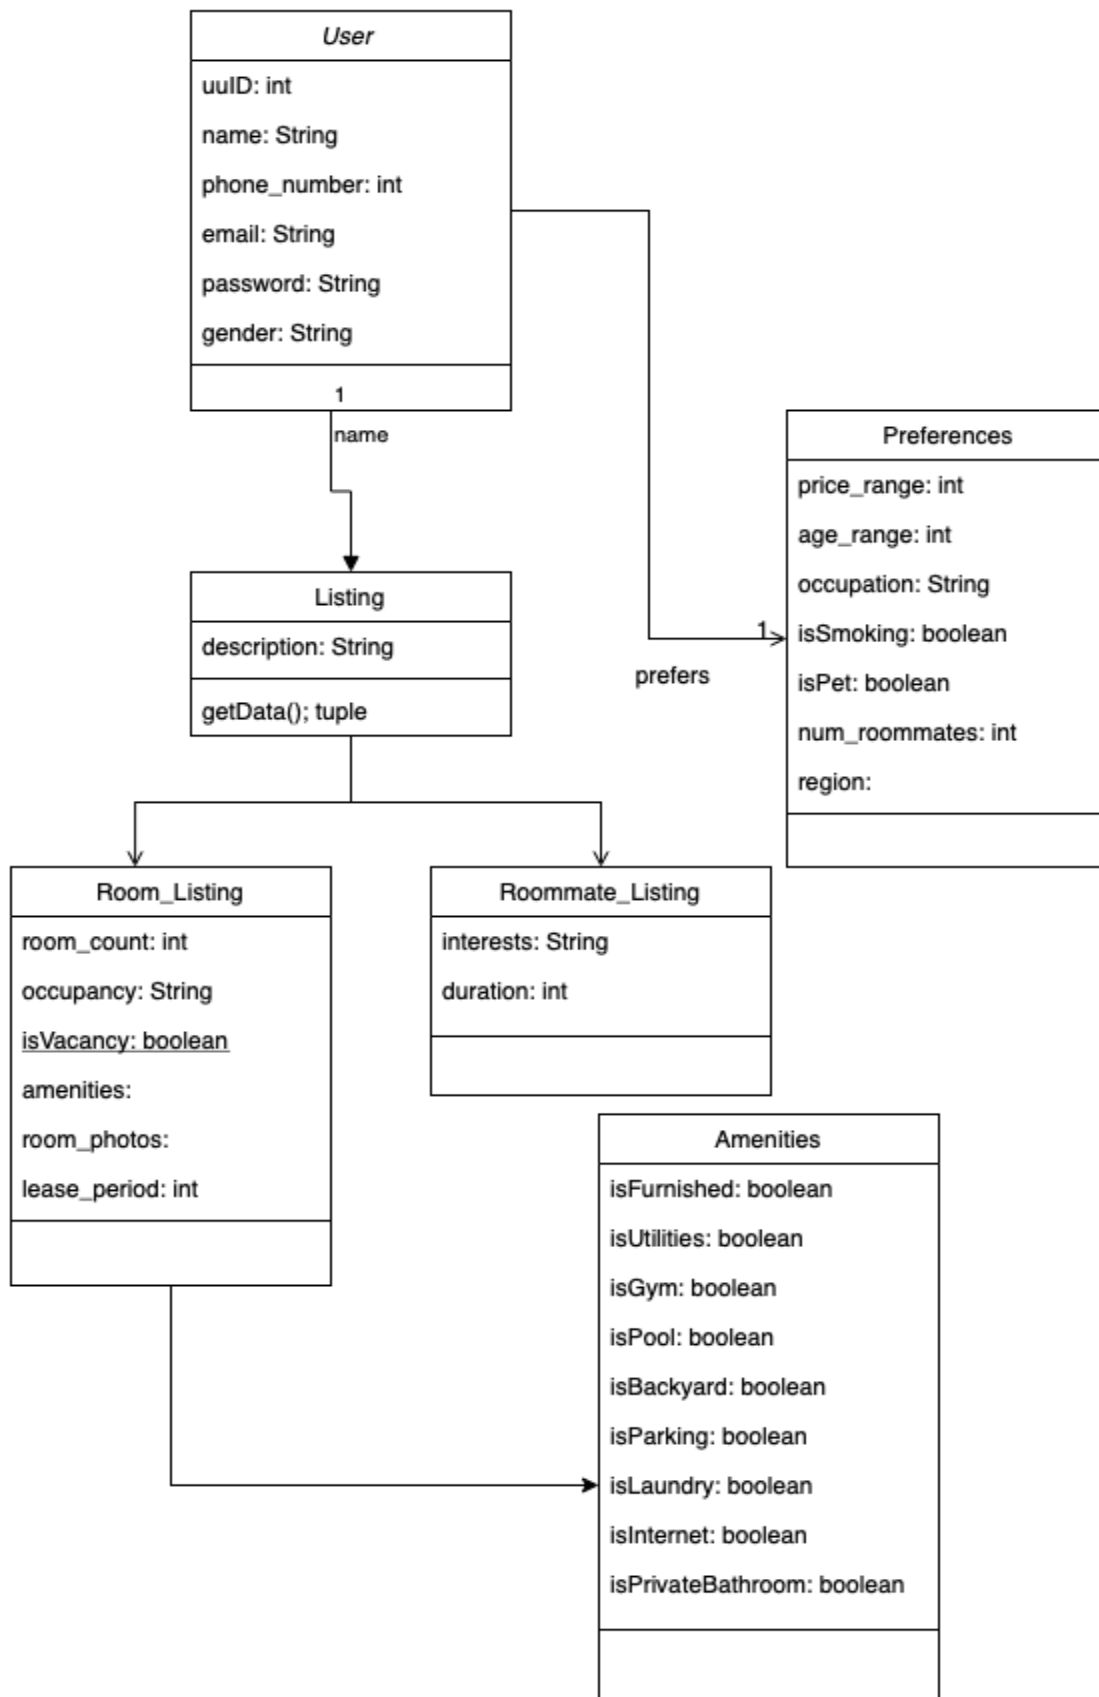 User
uuID: int
name: String
phone_number: int
email: String
password: String
gender: String
1
name
Preferences
price_range: int
age_range: int
occupation: String
isSmoking: boolean
isPet: boolean
num_roommates: int
region:
1
prefers
Listing
description: String
getData(); tuple
Room_Listing
room_count: int
occupancy: String
isVacancy: boolean
amenities:
room_photos:
lease_period: int
Roommate_Listing
interests: String
duration: int
Amenities
isFurnished: boolean
isUtilities: boolean
isGym: boolean
isPool: boolean
isBackyard: boolean
isParking: boolean
isLaundry: boolean
isInternet: boolean
isPrivateBathroom: boolean